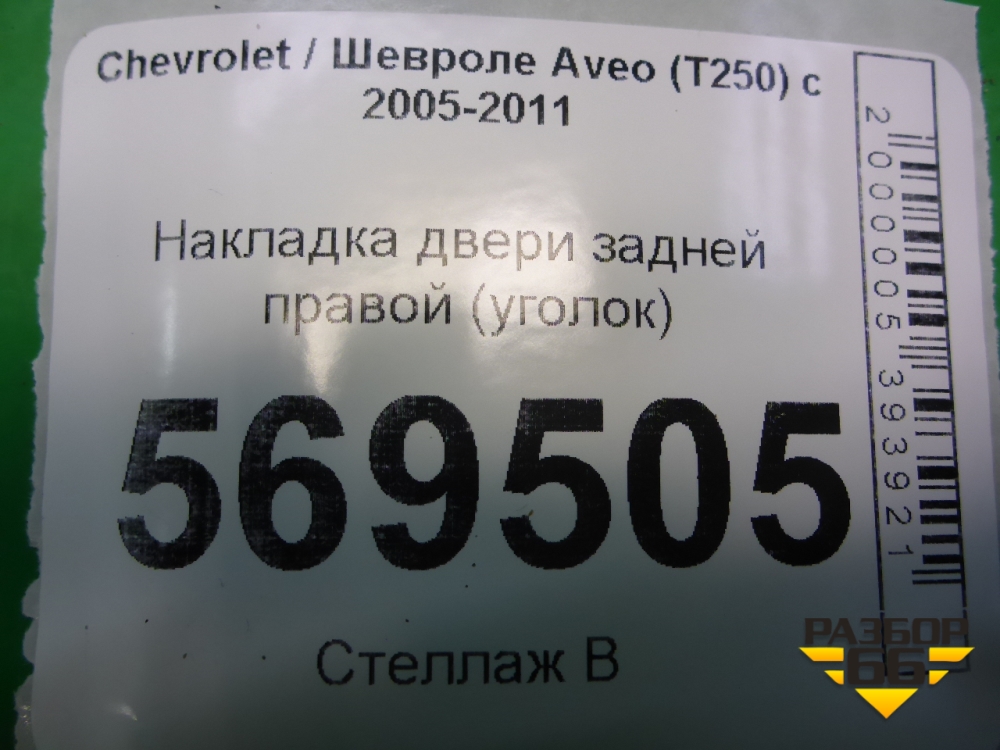 Chevrolet / Шевроле Aveo (T250) с
2005-2011
Накладка двери задней
правой (уголок)
569505
Стеллаж В
2000005393921
РАЗБОР
66